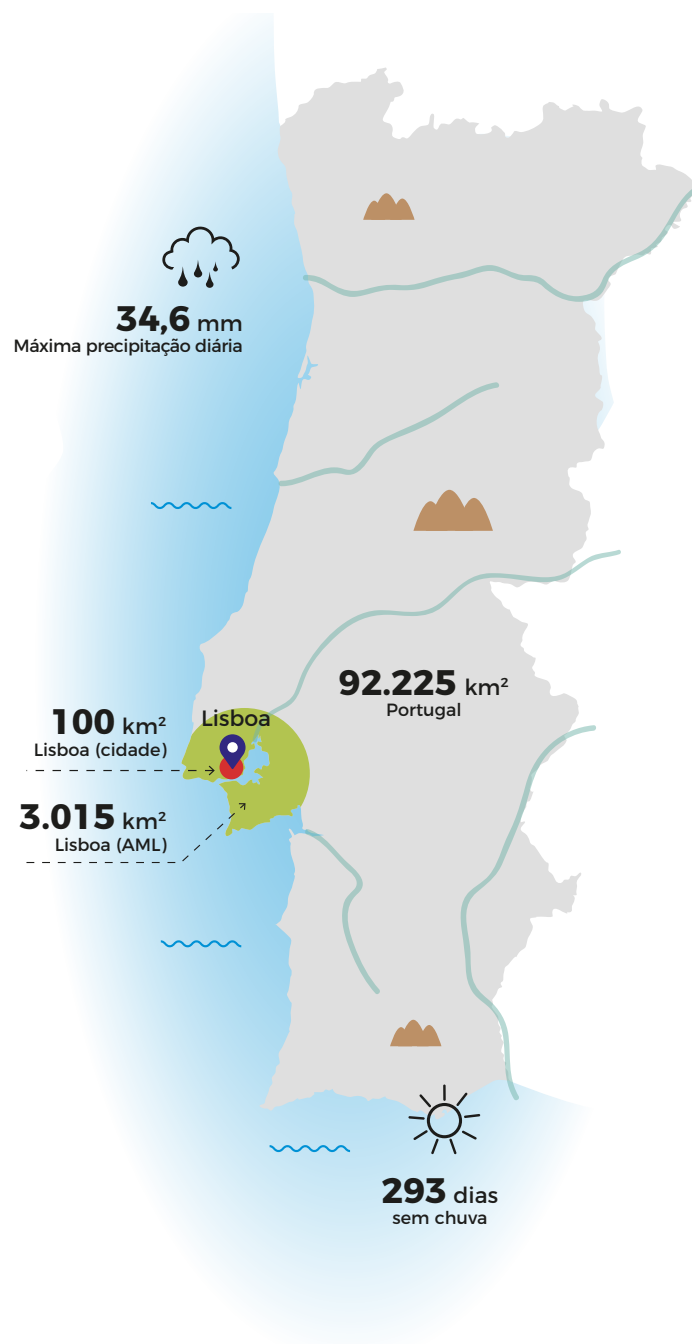 34,6 mm
Máxima precipitação diária
92.225 km²
Portugal
Lisboa
100 km²
Lisboa (cidade)
3.015 km²
Lisboa (AML)
293 dias
sem chuva